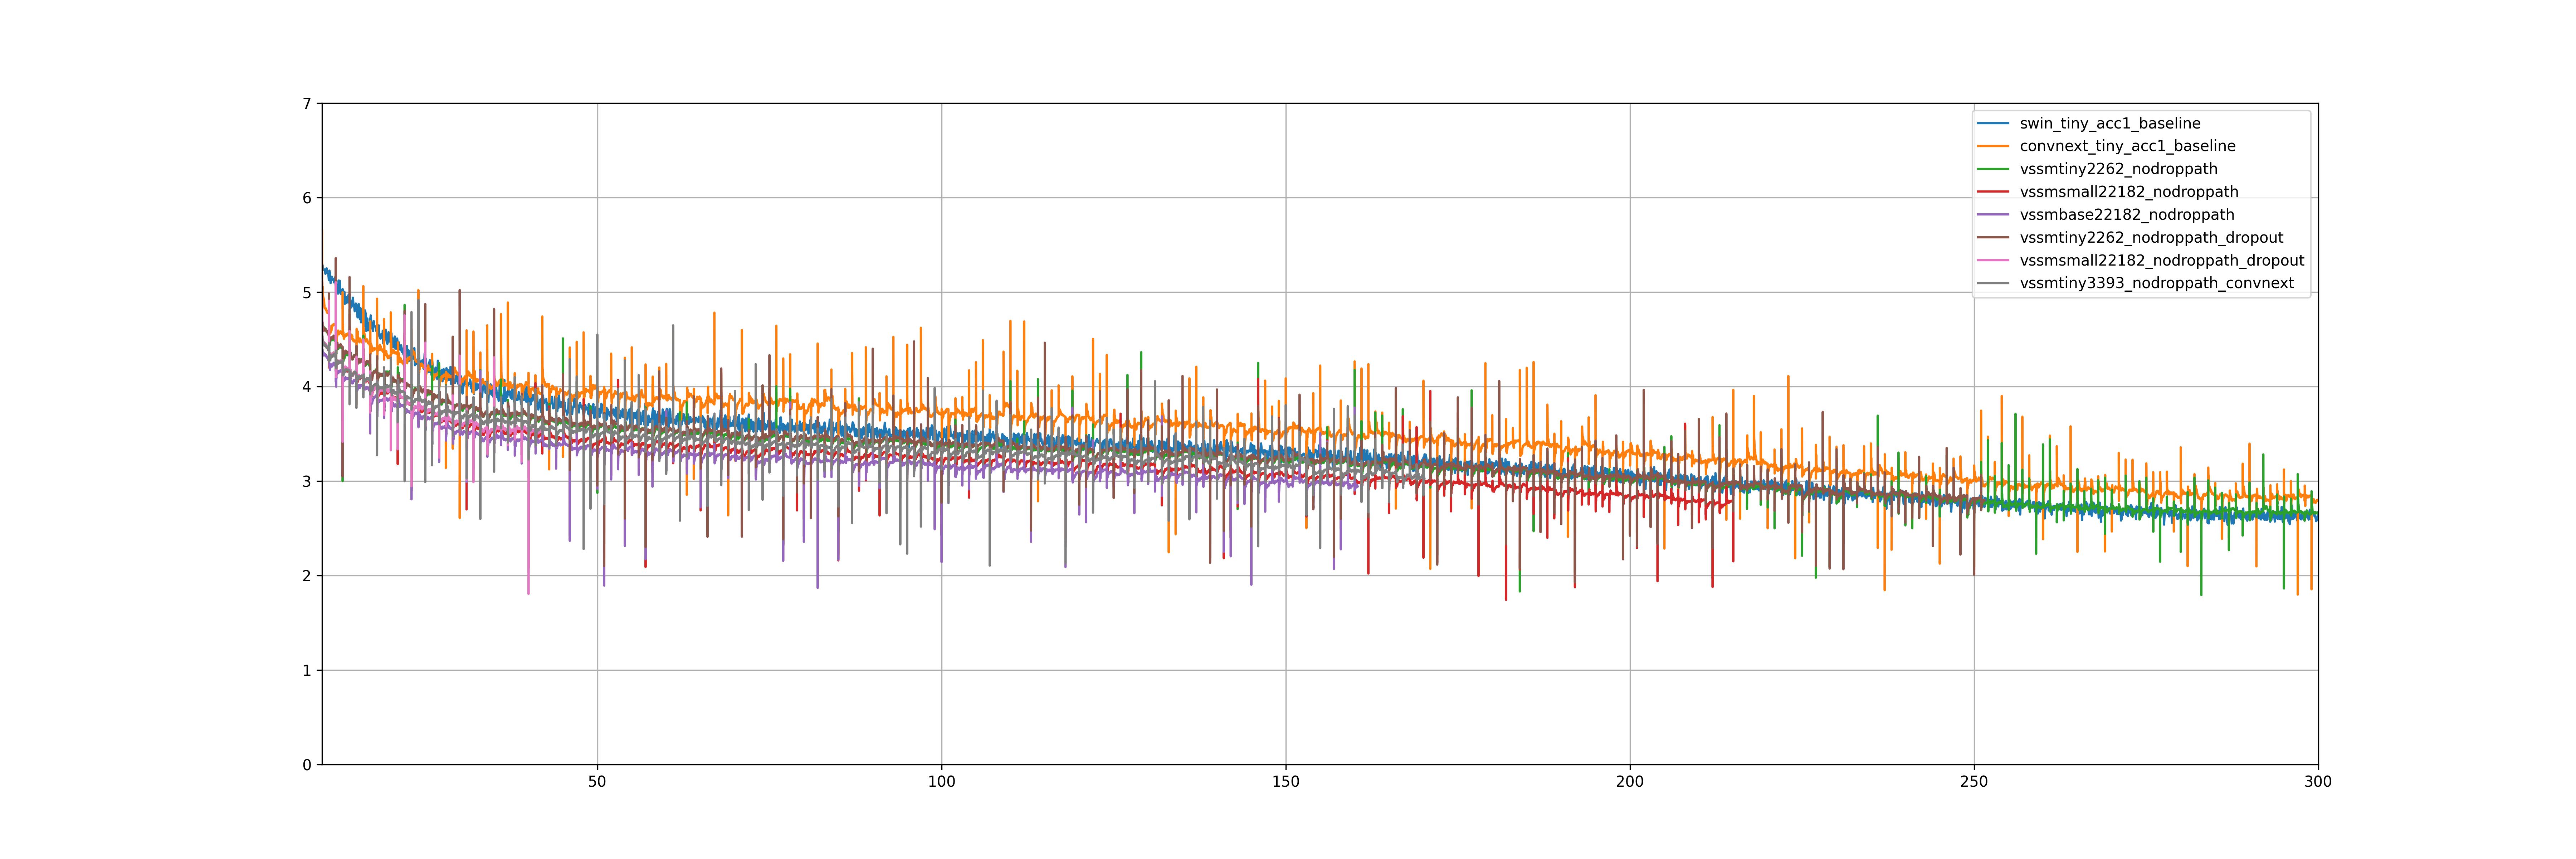 7
6
5
4
3
2
1
0
50
100
150
200
250
300
swin_tiny_acc1_baseline
convnext_tiny_acc1_baseline
vssmtiny2262_nodroppath
vssmsmall22182_nodroppath
vssmbase22182_nodroppath
vssmtiny2262_nodroppath_dropout
vssmsmall22182_nodroppath_dropout
vssmtiny3393_nodroppath_convnext